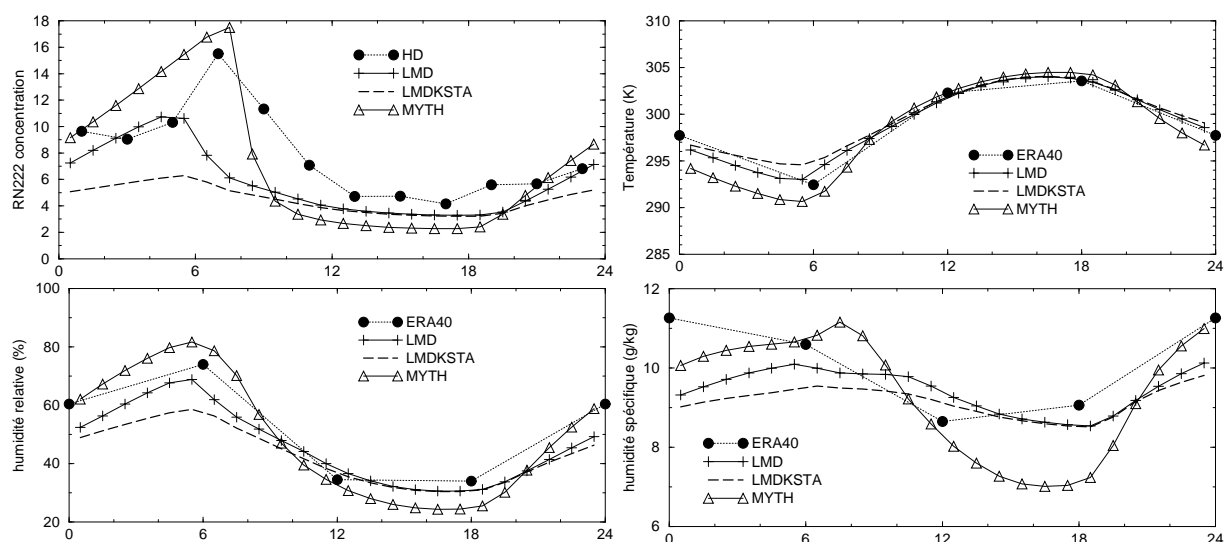 RN222 concentration
18
16
14
12
10
8
6
4
2
0
0 6 12 18 24
HD
LMD
LMDKSTA
MYTH
Température (K)
310
305
300
295
290
285
0 6 12 18 24
ERA40
LMD
LMDKSTA
MYTH
humidité relative (%)
100
80
60
40
20
0 6 12 18 24
ERA40
LMD
LMDKSTA
MYTH
humidité spécifique (g/kg)
12
11
10
9
8
7
6
0 6 12 18 24
ERA40
LMD
LMDKSTA
MYTH